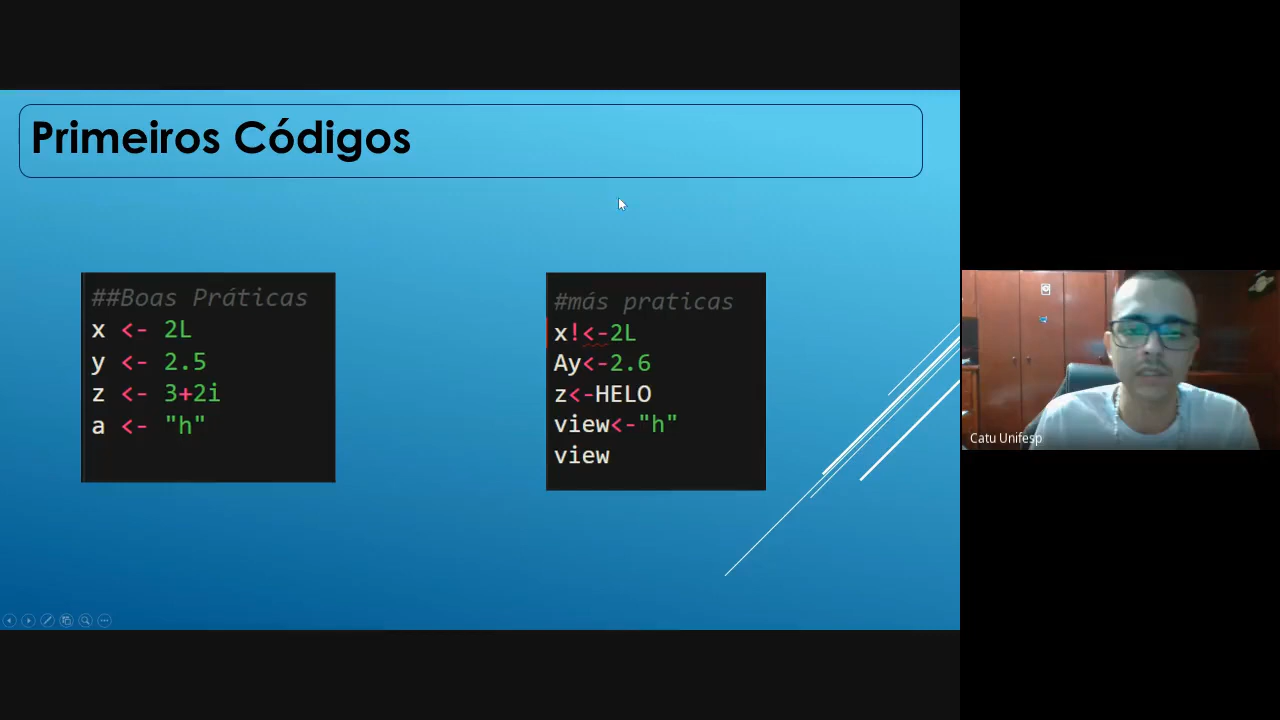 Primeiros Códigos
##Boas Práticas
x <- 2L
y <- 2.5
z <- 3+2i
a <- "h"
#más praticas
x!<-2L
Ay<-2.6
z<-HELO
view<-"h"
view
Catu Unifesp